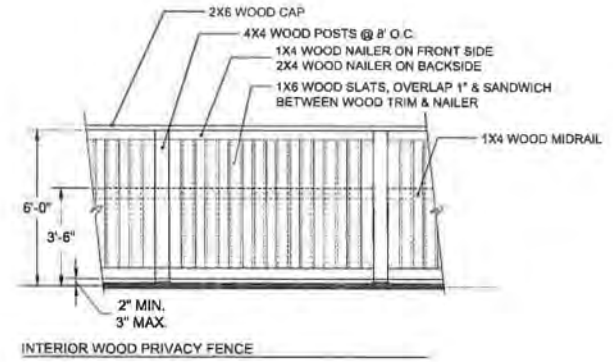 2X6 WOOD CAP
4X4 WOOD POSTS @ 8' O.C.
1X4 WOOD NAILER ON FRONT SIDE
2X4 WOOD NAILER ON BACKSIDE
1X6 WOOD SLATS, OVERLAP 1" & SANDWICH
BETWEEN WOOD TRIM & NAILER
1X4 WOOD MIDRAIL
6'-0"
3'-6"
2" MIN.
3" MAX.
INTERIOR WOOD PRIVACY FENCE